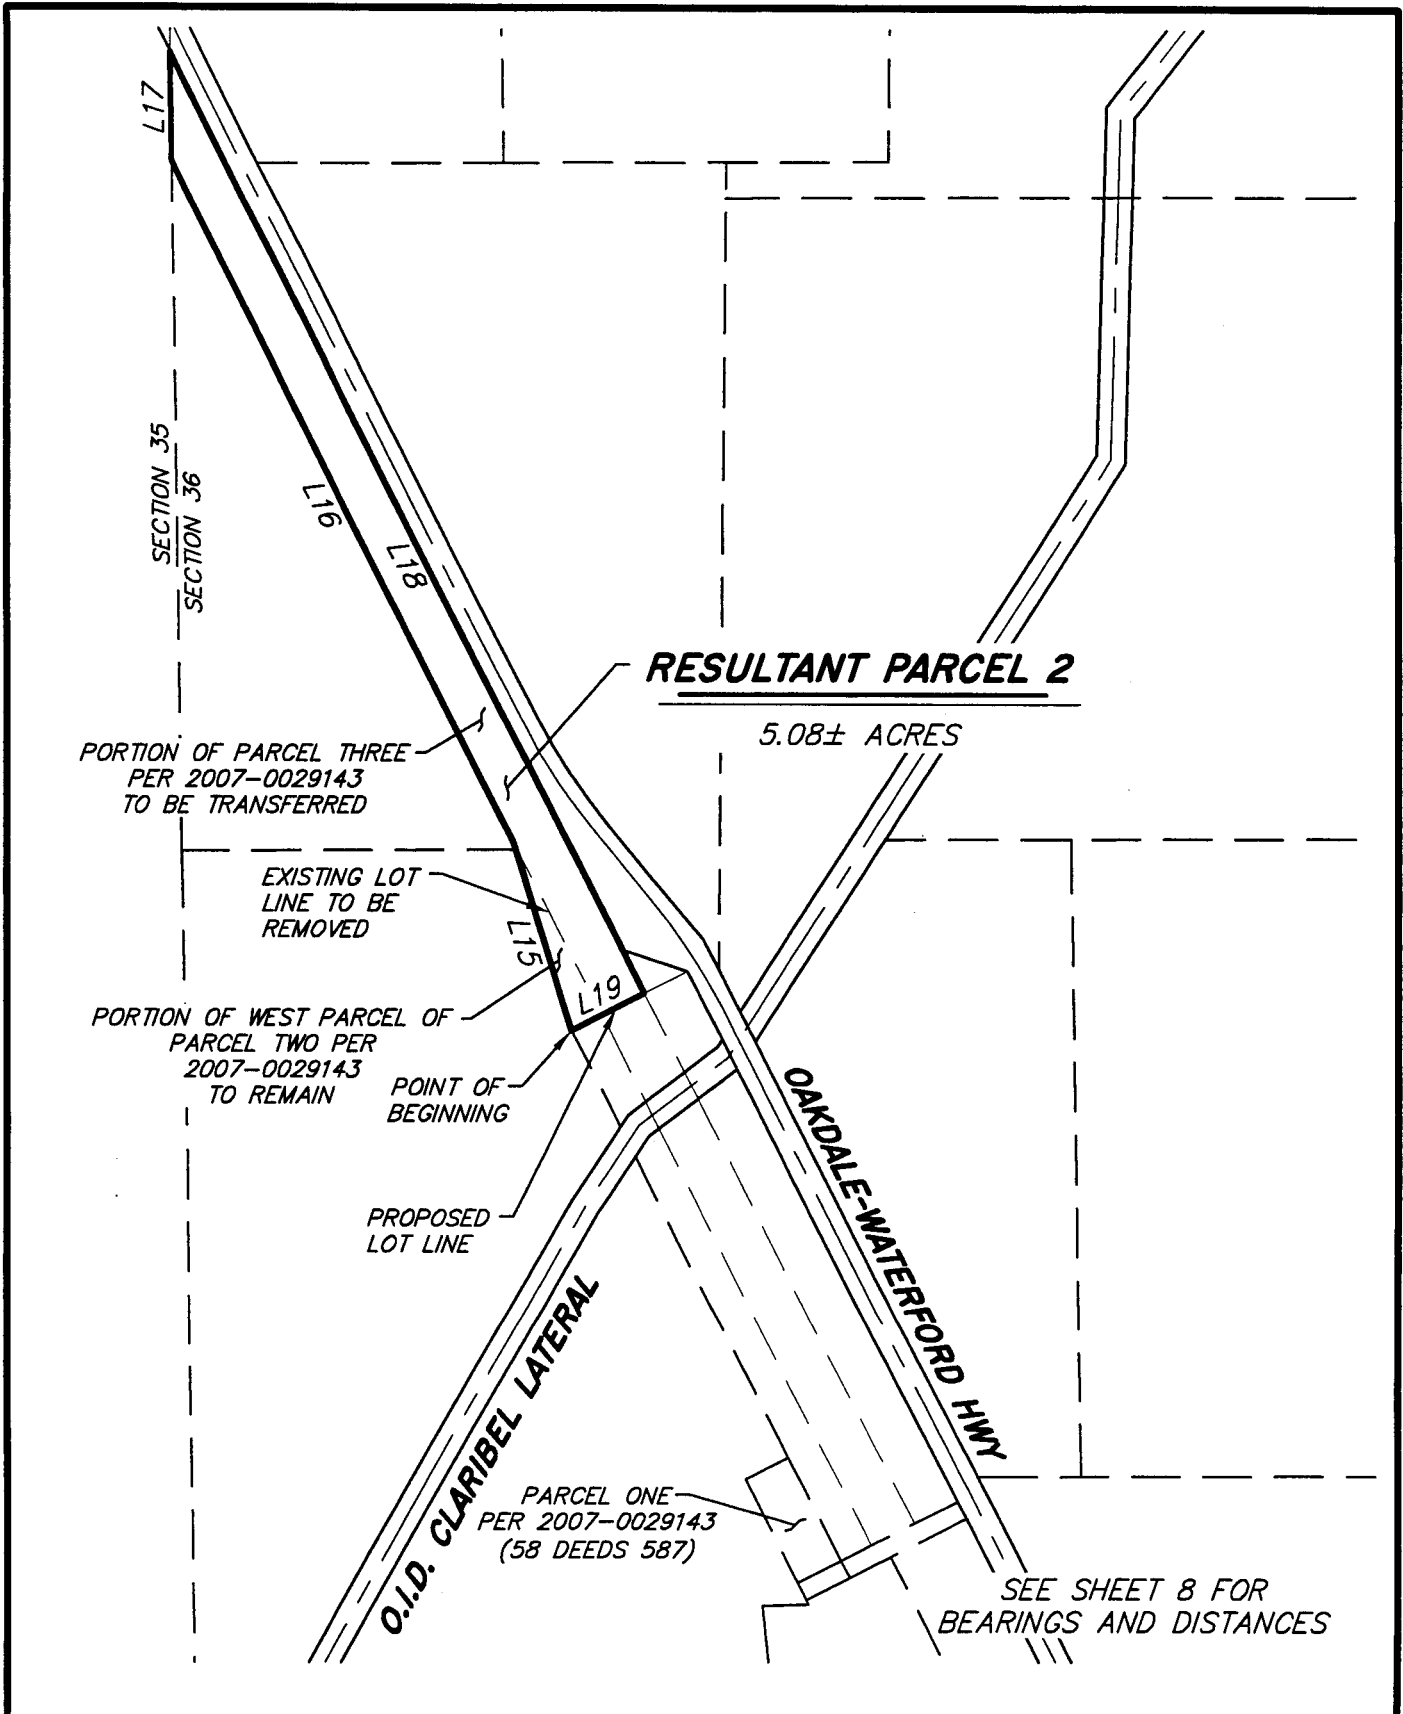 L17
SECTION 35
SECTION 36
L16
L18
RESULTANT PARCEL 2
5.08± ACRES
PORTION OF PARCEL THREE
PER 2007-0029143
TO BE TRANSFERRED
EXISTING LOT
LINE TO BE
REMOVED
L15
L19
PORTION OF WEST PARCEL OF
PARCEL TWO PER
2007-0029143
TO REMAIN
POINT OF
BEGINNING
PROPOSED
LOT LINE
OAKDALE-WATERFORD HWY
O.I.D. CLARIBEL LATERAL
PARCEL ONE
PER 2007-0029143
(58 DEEDS 587)
SEE SHEET 8 FOR
BEARINGS AND DISTANCES